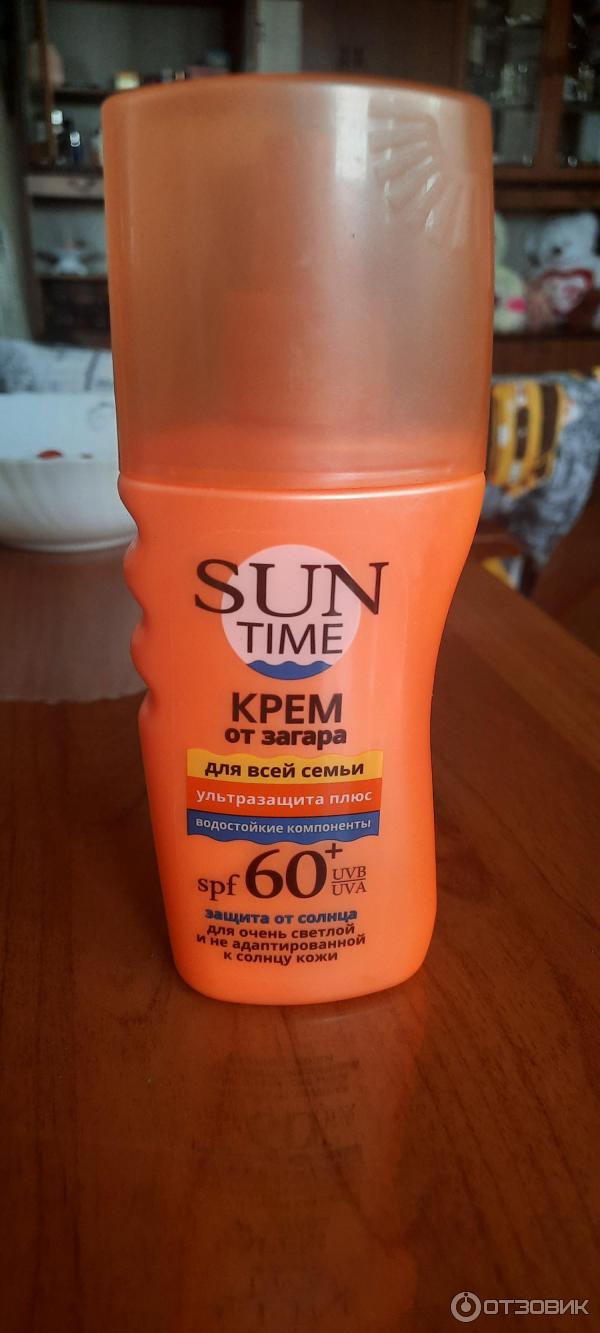 SUN
TIME
КРЕМ
от загара
для всей семьи
ультразащита плюс
водостойкие компоненты
spf 60+ UVB
UVA
защита от солнца
для очень светлой
и не адаптированной
к солнцу кожи
ОТЗОВИК